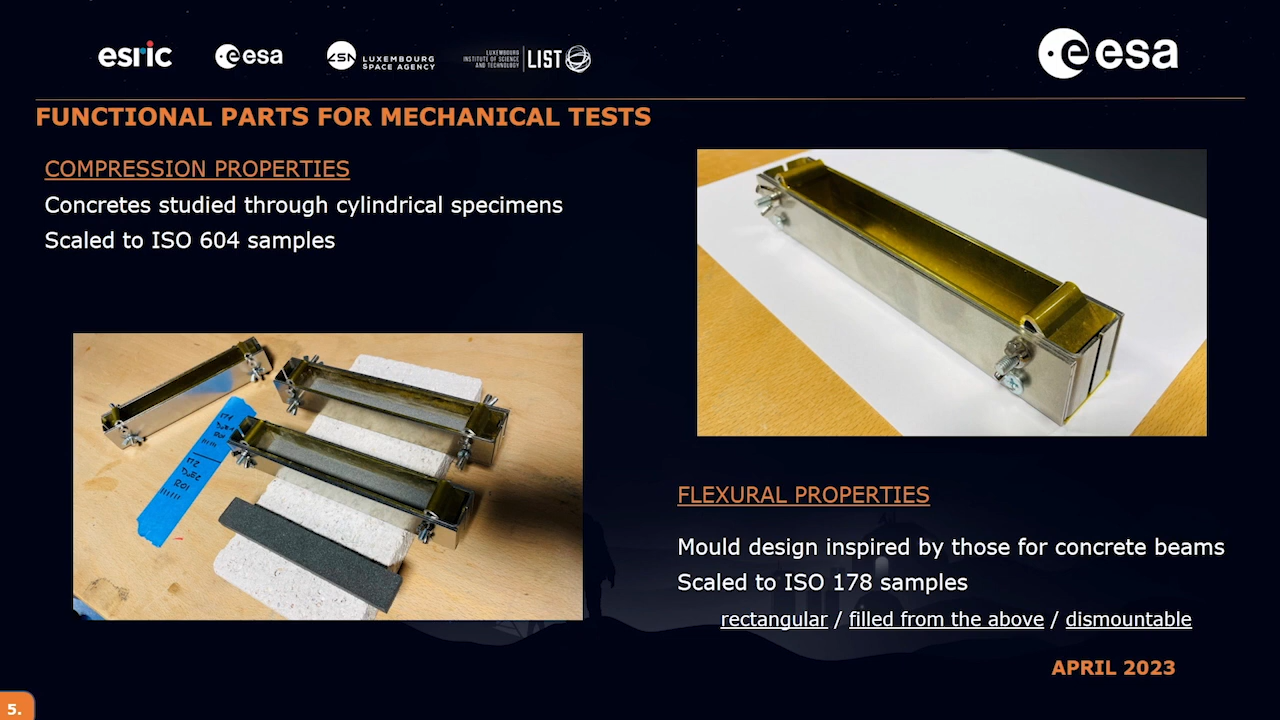 esric
esa
LSA LUXEMBOURG
SPACE AGENCY
LUXEMBOURG
INSTITUTE OF SCIENCE
AND TECHNOLOGY
LIST
esa
FUNCTIONAL PARTS FOR MECHANICAL TESTS
COMPRESSION PROPERTIES
Concretes studied through cylindrical specimens
Scaled to ISO 604 samples
FLEXURAL PROPERTIES
Mould design inspired by those for concrete beams
Scaled to ISO 178 samples
rectangular / filled from the above / dismountable
APRIL 2023
5.